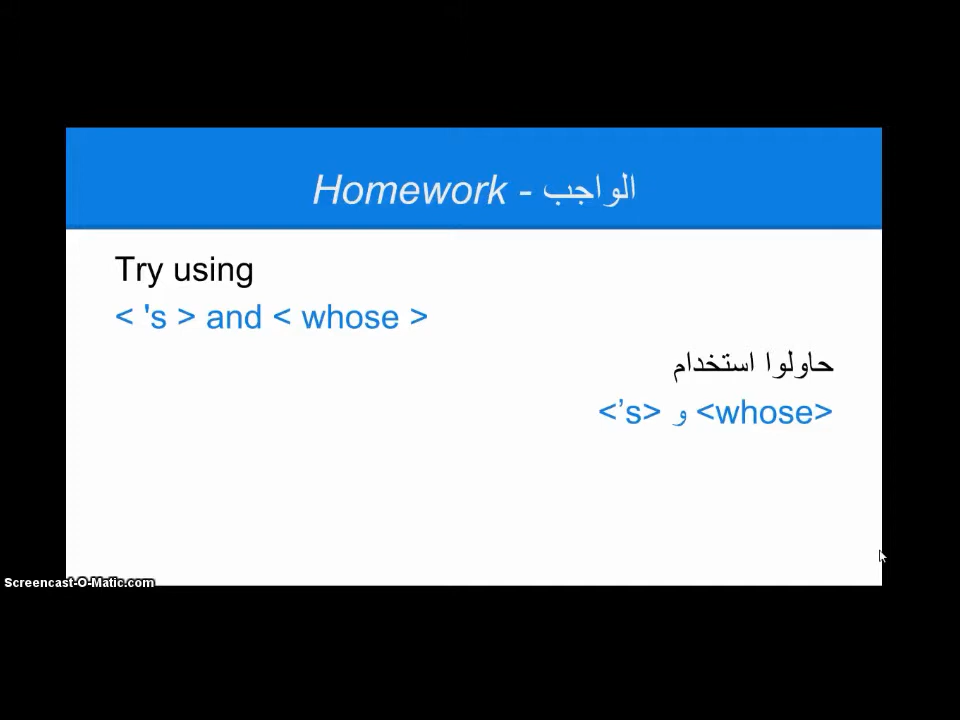 Homework - الواجب
Try using
< 's > and < whose >
حاولوا استخدام
<’s> و <whose>
Screencast-O-Matic.com